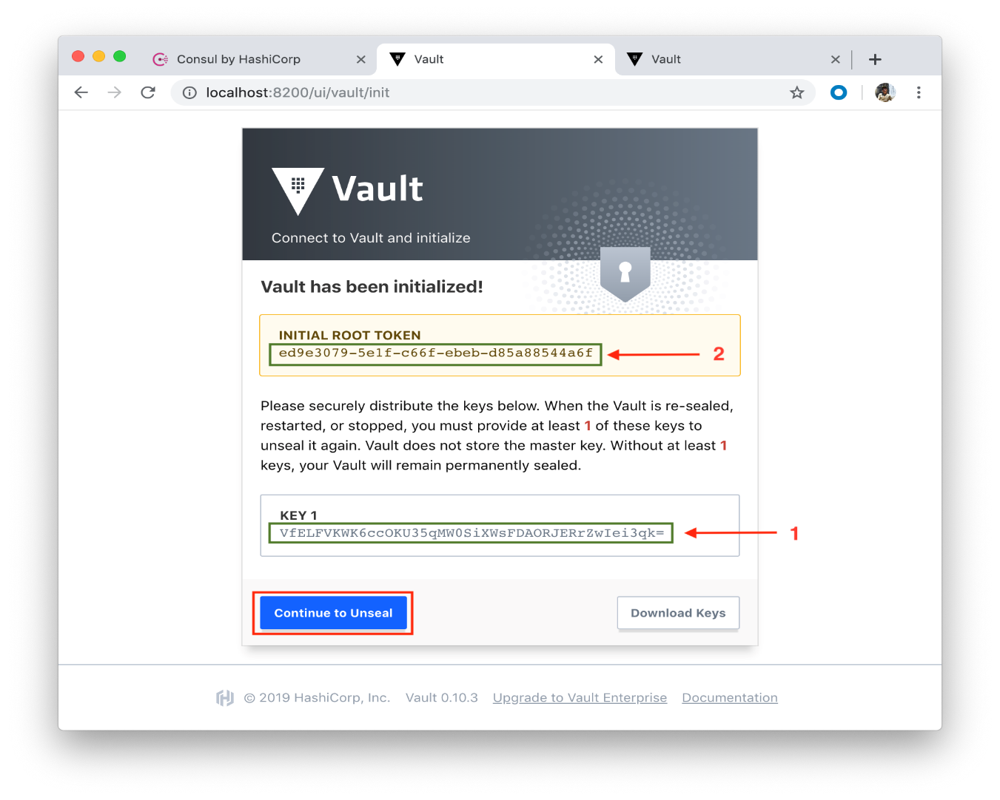 Consul by HashiCorp
Vault
Vault
localhost:8200/ui/vault/init
Vault
Connect to Vault and initialize
Vault has been initialized!
INITIAL ROOT TOKEN
ed9e3079-5e1f-c66f-ebeb-d85a88544a6f
2
Please securely distribute the keys below. When the Vault is re-sealed,
restarted, or stopped, you must provide at least 1 of these keys to
unseal it again. Vault does not store the master key. Without at least 1
keys, your Vault will remain permanently sealed.
KEY 1
VfELFVKWK6ccOKU35qMW0SiXWsFDAORJERrZwIei3qk=
1
Continue to Unseal
Download Keys
© 2019 HashiCorp, Inc. Vault 0.10.3 Upgrade to Vault Enterprise Documentation